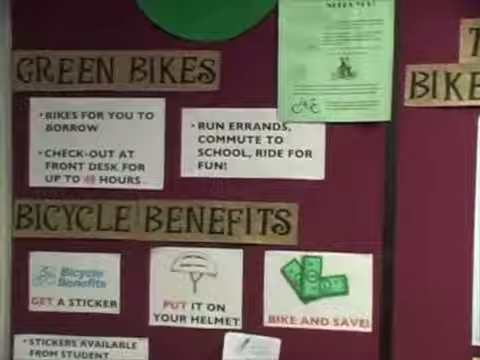 GREEN BIKES
• BIKES FOR YOU TO
BORROW
• CHECK-OUT AT
FRONT DESK FOR
UP TO 48 HOURS
• RUN ERRANDS,
COMMUTE TO
SCHOOL, RIDE FOR
FUN!
BIKE
BICYCLE BENEFITS
Bicycle
Benefits
GET A STICKER
PUT IT ON
YOUR HELMET
BIKE AND SAVE!
• STICKERS AVAILABLE
FROM STUDENT